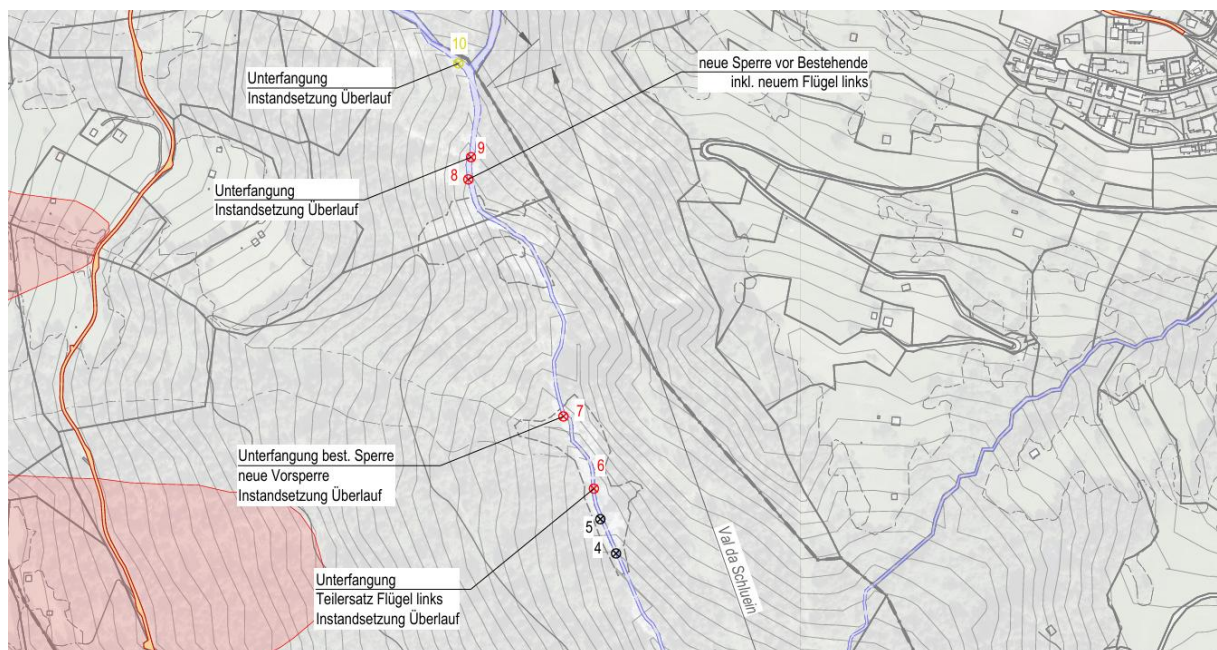 10
Unterfangung
Instandsetzung Überlauf
neue Sperre vor Bestehende
inkl. neuem Flügel links
9
8
Unterfangung
Instandsetzung Überlauf
7
Unterfangung best. Sperre
neue Vorsperre
Instandsetzung Überlauf
6
5
4
Val da Schluein
Unterfangung
Teilersatz Flügel links
Instandsetzung Überlauf